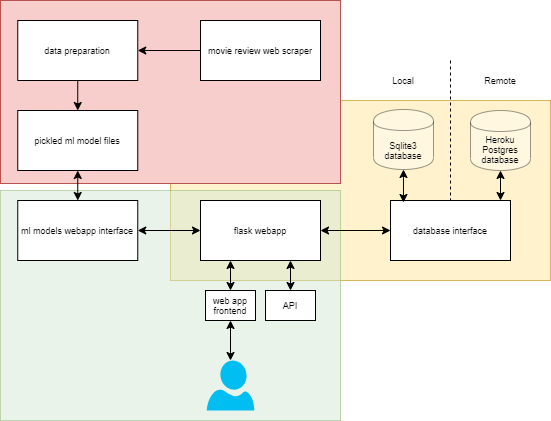 data preparation
movie review web scraper
Local
Remote
pickled ml model files
Sqlite3
database
Heroku
Postgres
database
ml models webapp interface
flask webapp
database interface
web app
frontend
API